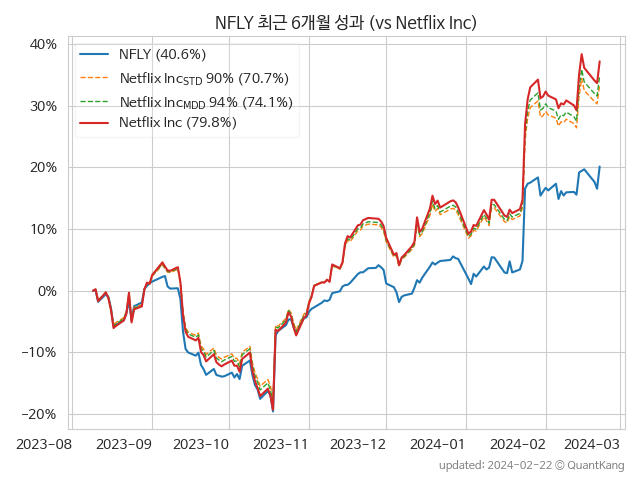 NFLY 최근 6개월 성과 (vs Netflix Inc)
40%
30%
20%
10%
0%
−10%
−20%
NFLY (40.6%)
Netflix Inc_STD 90% (70.7%)
Netflix Inc_MDD 94% (74.1%)
Netflix Inc (79.8%)
2023-08 2023-09 2023-10 2023-11 2023-12 2024-01 2024-02 2024-03
updated: 2024-02-22 © QuantKang